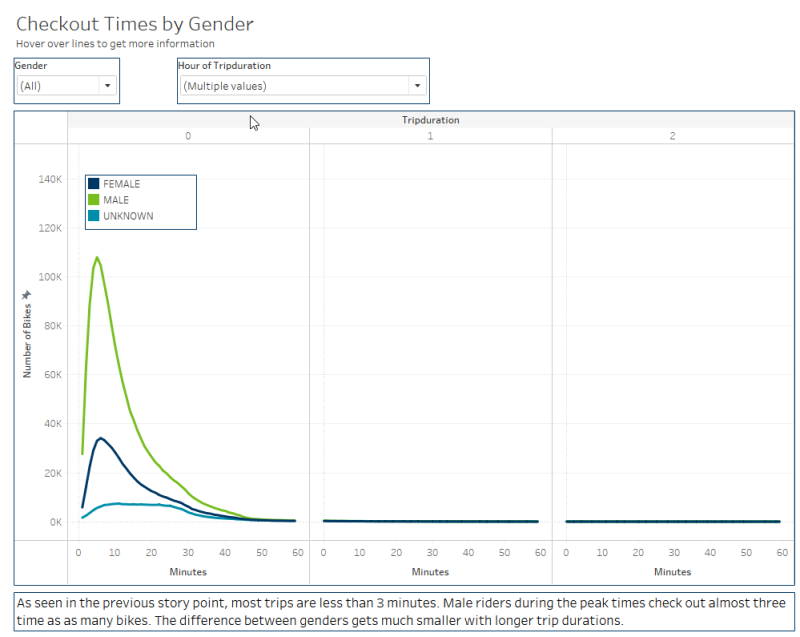 Checkout Times by Gender
Hover over lines to get more information
Gender
Hour of Tripduration
(All)
(Multiple values)
Tripduration
0
1
2
140K
120K
100K
80K
60K
40K
20K
0K
Number of Bikes
FEMALE
MALE
UNKNOWN
0 10 20 30 40 50 60
0 10 20 30 40 50 60
0 10 20 30 40 50 60
Minutes
Minutes
Minutes
As seen in the previous story point, most trips are less than 3 minutes. Male riders during the peak times check out almost three
time as as many bikes. The difference between genders gets much smaller with longer trip durations.